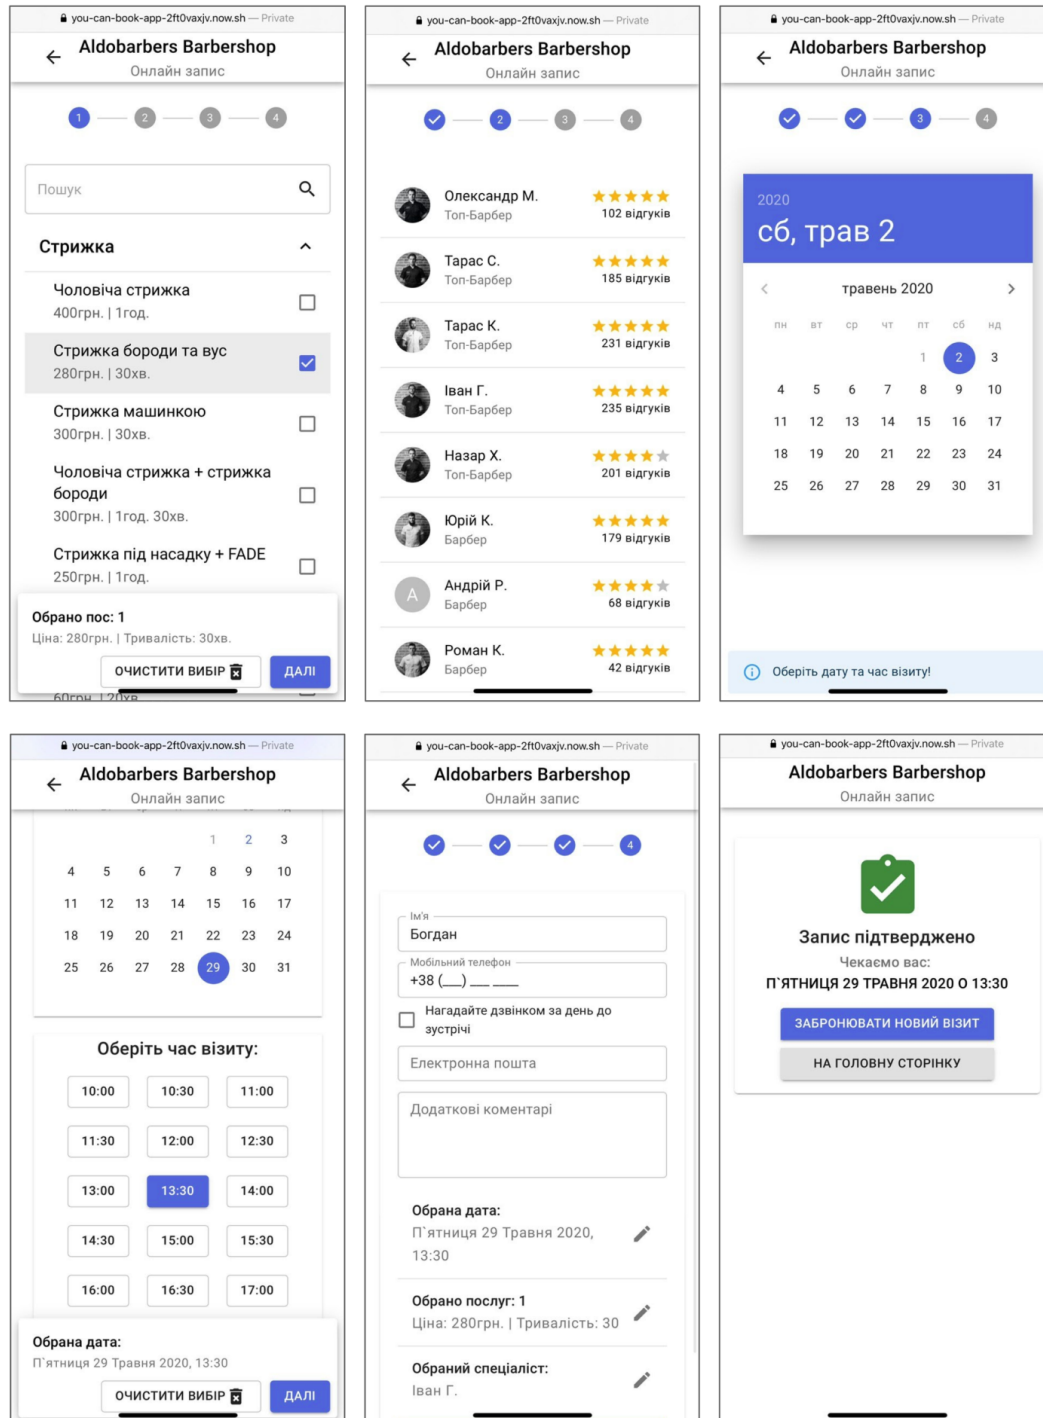 you-can-book-app-2ft0vaxjv.now.sh — Private
Aldobarbers Barbershop
Онлайн запис
1
2
3
4
Пошук
Стрижка
Чоловіча стрижка
400грн. | 1год.
Стрижка бороди та вус
280грн. | 30хв.
Стрижка машинкою
300грн. | 30хв.
Чоловіча стрижка + стрижка
бороди
300грн. | 1год. 30хв.
Стрижка під насадку + FADE
250грн. | 1год.
Обрано пос: 1
Ціна: 280грн. | Тривалість: 30хв.
ОЧИСТИТИ ВИБІР
ДАЛІ
60грн. | 20хв.
you-can-book-app-2ft0vaxjv.now.sh — Private
Aldobarbers Barbershop
Онлайн запис
2
3
4
Олександр М.
Топ-Барбер
102 відгуків
Тарас С.
Топ-Барбер
185 відгуків
Тарас К.
Топ-Барбер
231 відгуків
Іван Г.
Топ-Барбер
235 відгуків
Назар Х.
Топ-Барбер
201 відгуків
Юрій К.
Барбер
179 відгуків
А
Андрій Р.
Барбер
68 відгуків
Роман К.
Барбер
42 відгуків
you-can-book-app-2ft0vaxjv.now.sh — Private
Aldobarbers Barbershop
Онлайн запис
3
4
2020
сб, трав 2
травень 2020
пн вт ср чт пт сб нд
1 2 3
4 5 6 7 8 9 10
11 12 13 14 15 16 17
18 19 20 21 22 23 24
25 26 27 28 29 30 31
Оберіть дату та час візиту!
you-can-book-app-2ft0vaxjv.now.sh — Private
Aldobarbers Barbershop
Онлайн запис
1 2 3
4 5 6 7 8 9 10
11 12 13 14 15 16 17
18 19 20 21 22 23 24
25 26 27 28 29 30 31
Оберіть час візиту:
10:00 10:30 11:00
11:30 12:00 12:30
13:00 13:30 14:00
14:30 15:00 15:30
16:00 16:30 17:00
Обрана дата:
П`ятниця 29 Травня 2020, 13:30
ОЧИСТИТИ ВИБІР
ДАЛІ
you-can-book-app-2ft0vaxjv.now.sh — Private
Aldobarbers Barbershop
Онлайн запис
4
Ім'я
Богдан
Мобільний телефон
+38 (__) ___ ____
Нагадайте дзвінком за день до
зустрічі
Електронна пошта
Додаткові коментарі
Обрана дата:
П`ятниця 29 Травня 2020,
13:30
Обрано послуг: 1
Ціна: 280грн. | Тривалість: 30
Обраний спеціаліст:
Іван Г.
you-can-book-app-2ft0vaxjv.now.sh — Private
Aldobarbers Barbershop
Онлайн запис
Запис підтверджено
Чекаємо вас:
П`ЯТНИЦЯ 29 ТРАВНЯ 2020 О 13:30
ЗАБРОНЮВАТИ НОВИЙ ВІЗИТ
НА ГОЛОВНУ СТОРІНКУ